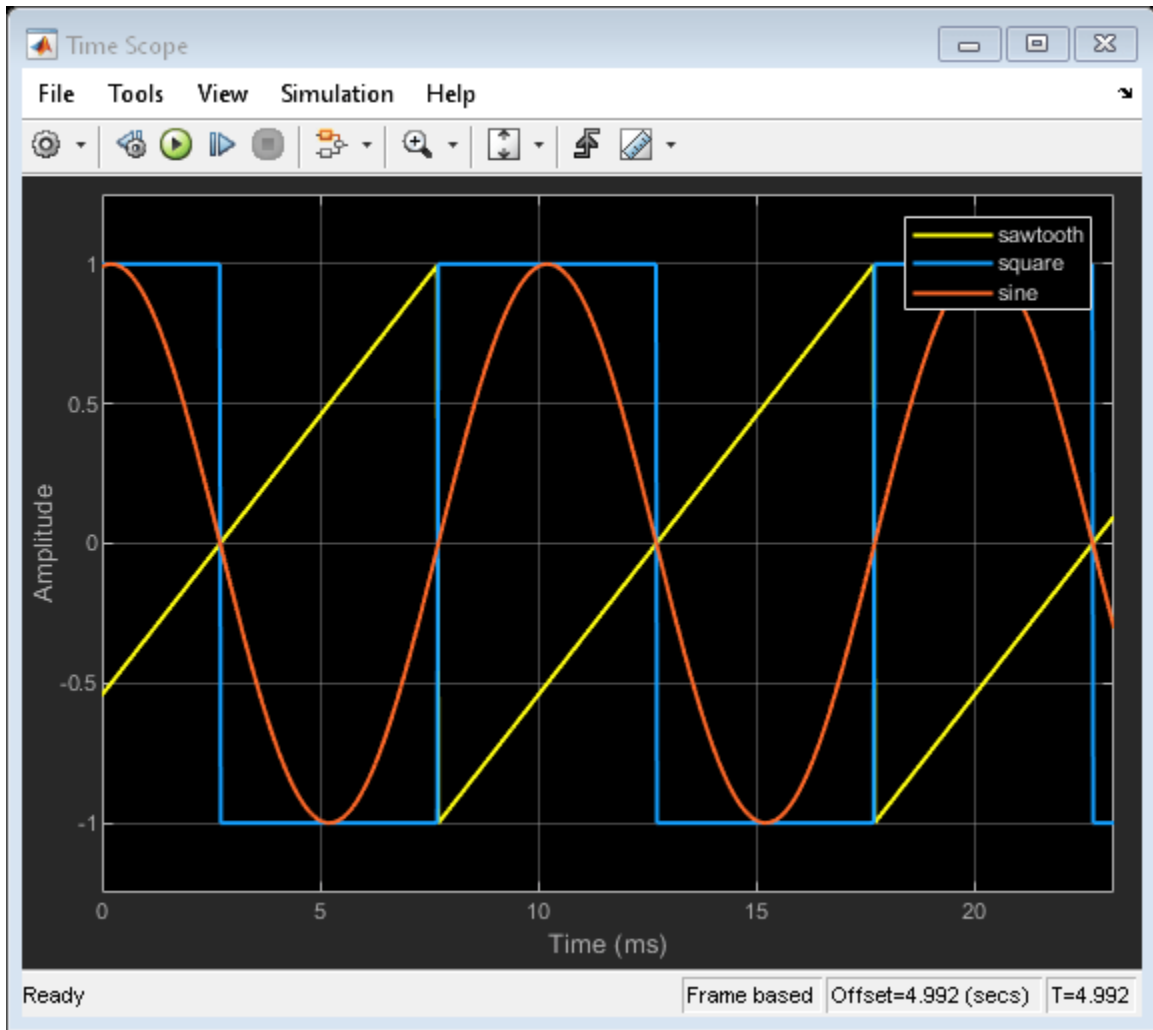 Time Scope
File Tools View Simulation Help
sawtooth
square
sine
1
0.5
0
-0.5
-1
Amplitude
0 5 10 15 20
Time (ms)
Ready Frame based Offset=4.992 (secs) T=4.992